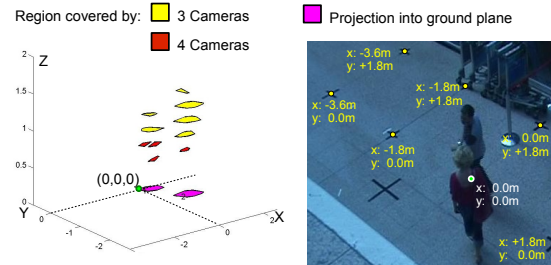 Region covered by: 3 Cameras
4 Cameras
Projection into ground plane
2
Z
1.5
1
0.5
0
(0,0,0)
Y
0
-1
-2
-2
0
2
X
x: -3.6m
y: +1.8m
x: -1.8m
y: +1.8m
x: -3.6m
y: 0.0m
x: 0.0m
y: +1.8m
x: -1.8m
y: 0.0m
x: 0.0m
y: 0.0m
x: +1.8m
y: 0.0m